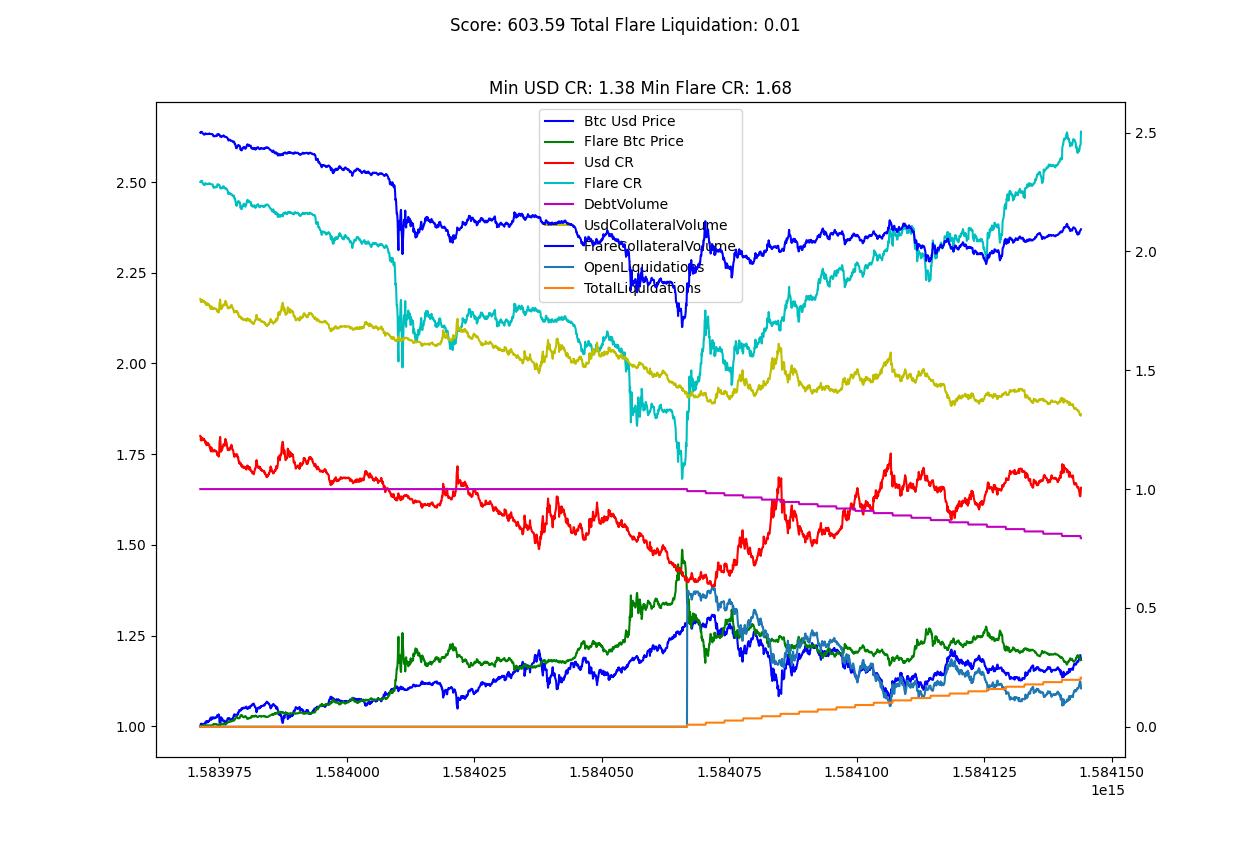 Score: 603.59 Total Flare Liquidation: 0.01
Min USD CR: 1.38 Min Flare CR: 1.68
Btc Usd Price
Flare Btc Price
Usd CR
Flare CR
DebtVolume
UsdCollateralVolume
FlareCollateralVolume
OpenLiquidations
TotalLiquidations
2.50
2.25
2.00
1.75
1.50
1.25
1.00
2.5
2.0
1.5
1.0
0.5
0.0
1.583975
1.584000
1.584025
1.584050
1.584075
1.584100
1.584125
1.584150
1e15